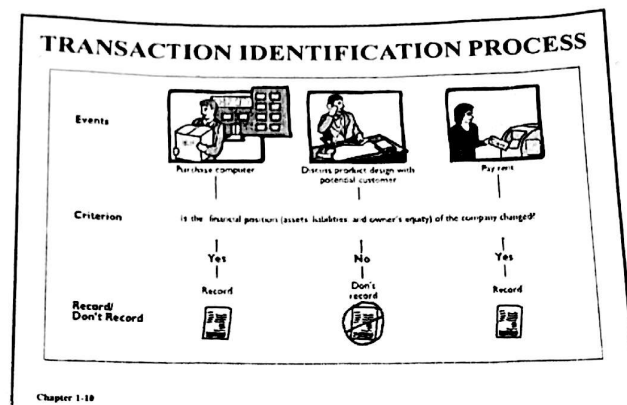 TRANSACTION IDENTIFICATION PROCESS
Events
Purchase computer
Discuss product design with
potential customer
Pay rent
Criterion
Is the financial position (assets, liabilities, and owner's equity) of the company changed?
Yes
No
Yes
Record/
Don't Record
Record
Don't
record
Record
Chapter 1-10